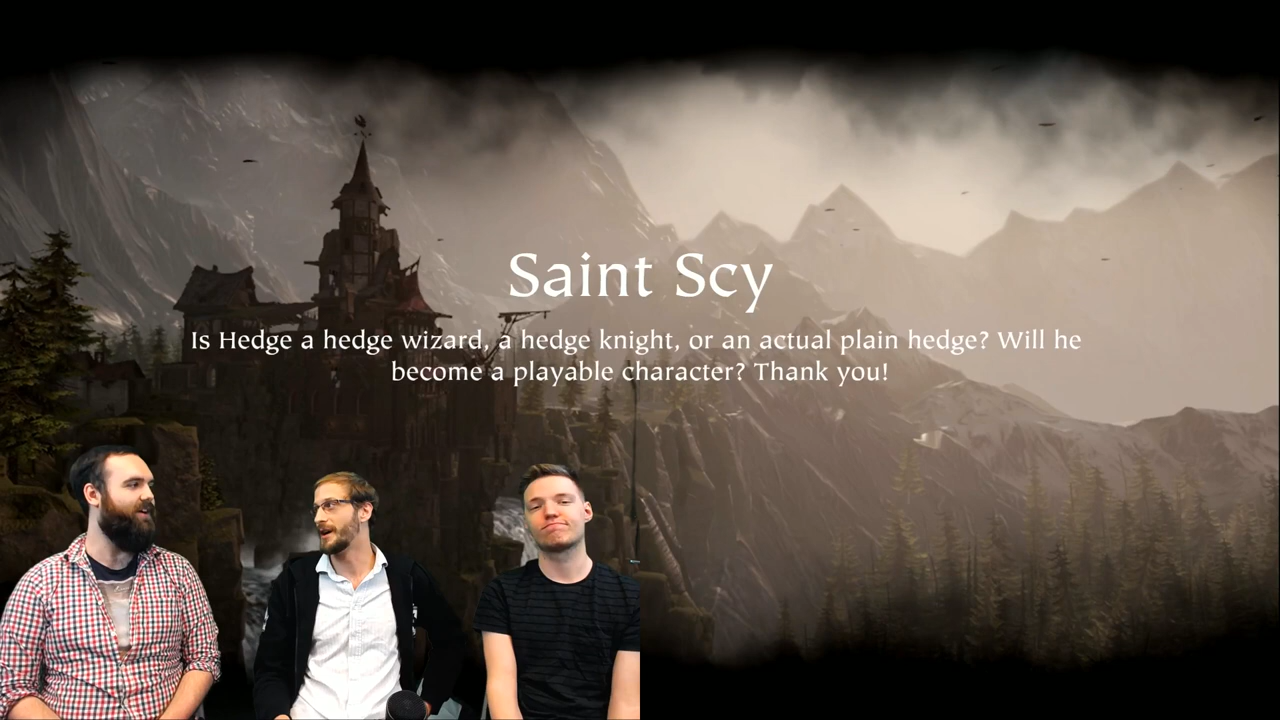 Saint Scy
Is Hedge a hedge wizard, a hedge knight, or an actual plain hedge? Will he
become a playable character? Thank you!